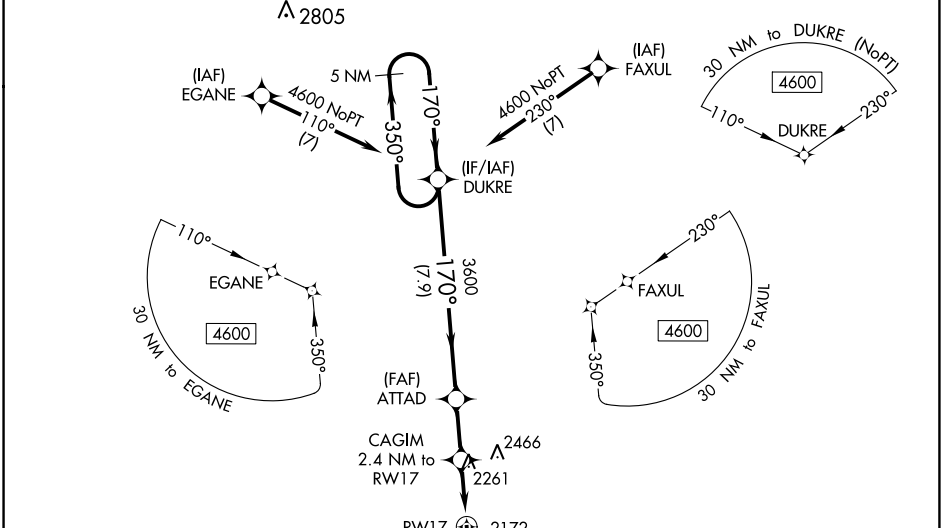 2805
(IAF)
EGANE
4600 NoPT
110°
(7)
5 NM
350°
170°
(IAF)
FAXUL
4600 NoPT
230°
(7)
(IF/IAF)
DUKRE
30 NM to DUKRE (NoPT)
4600
110°
230°
DUKRE
110°
EGANE
4600
350°
30 NM to EGANE
3600
170°
(7.9)
230°
FAXUL
4600
350°
30 NM to FAXUL
(FAF)
ATTAD
CAGIM
2.4 NM to
RW17
2466
2261
RW17
2172